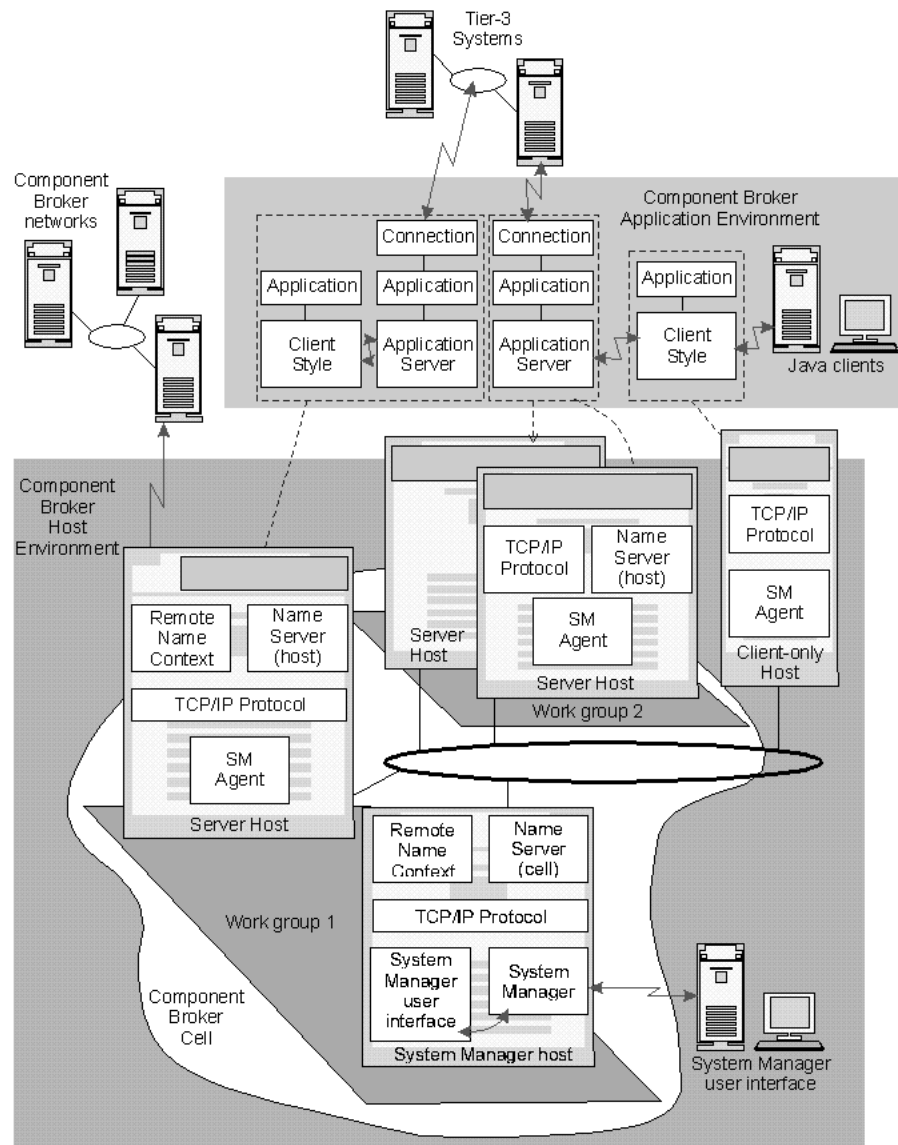 Tier-3
Systems
Component
Broker
networks
Component Broker
Application Environment
Connection
Connection
Application
Application
Application
Application
Client
Style
Application
Server
Application
Server
Client
Style
Java clients
Component
Broker
Host
Environment
TCP/IP
Protocol
Name
Server
(host)
TCP/IP
Protocol
SM
Agent
SM
Agent
Server
Host
Server Host
Client-only
Host
Remote
Name
Context
Name
Server
(host)
TCP/IP Protocol
SM
Agent
Server Host
Work group 2
Remote
Name
Context
Name
Server
(cell)
TCP/IP Protocol
Work group 1
System
Manager
user
interface
System
Manager
System Manager host
Component
Broker
Cell
System Manager
user interface